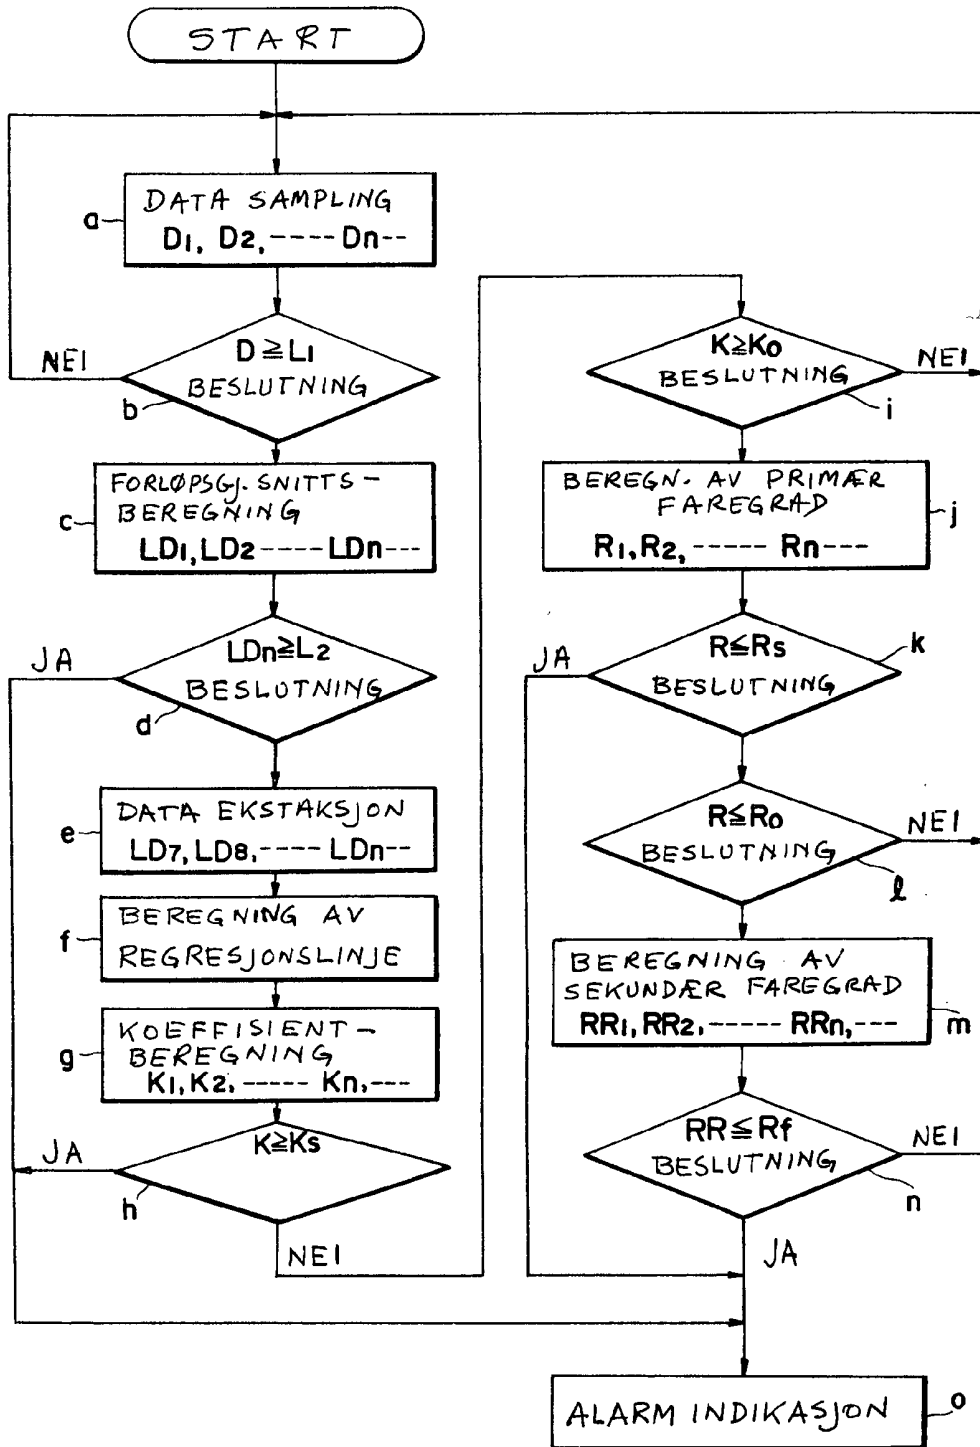 START
DATA SAMPLING
a
D1, D2, ----- Dn--
D ≧ L1
NEI
BESLUTNING
b
FORLØPSGJ. SNITTS-
BEREGNING
c
LD1, LD2 ----- LDn---
LDn ≧ L2
JA
BESLUTNING
d
DATA EKSTAKSJON
e
LD7, LD8, ----- LDn--
BEREGNING AV
f
REGRESJONSLINJE
KOEFFISIENT-
g
BEREGNING
K1, K2, ----- Kn, ---
K ≧ Ks
JA
h
NEI
K ≧ Ko
NEI
BESLUTNING
i
BEREGN. AV PRIMÆR
FAREGRAD
j
R1, R2, ------ Rn ---
k
R ≦ Rs
JA
BESLUTNING
R ≦ Ro
NEI
BESLUTNING
l
BEREGNING AV
SEKUNDÆR FAREGRAD
RR1, RR2, ------ RRn, ---
m
RR ≦ Rf
NEI
BESLUTNING
n
JA
ALARM INDIKASJON
o